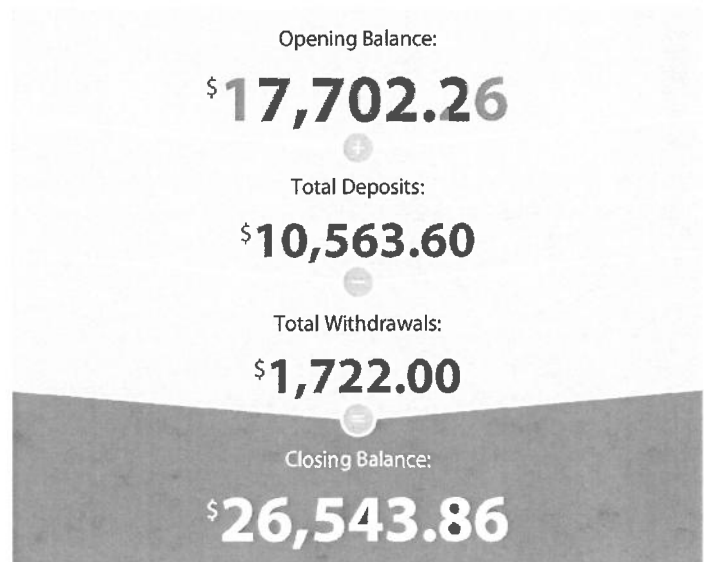 Opening Balance:
$17,702.26
+
Total Deposits:
$10,563.60
−
Total Withdrawals:
$1,722.00
=
Closing Balance:
$26,543.86